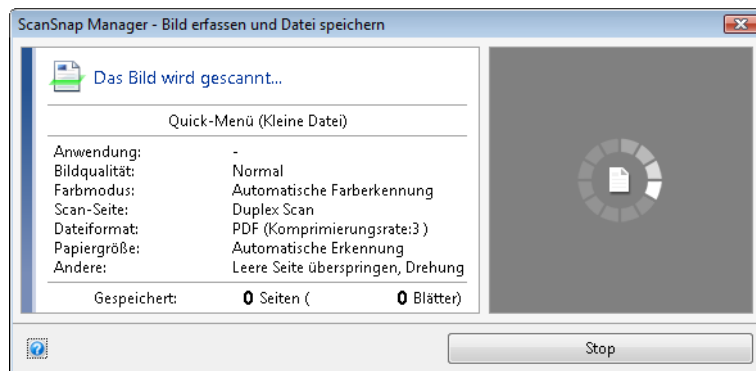 ScanSnap Manager - Bild erfassen und Datei speichern
Das Bild wird gescannt...
Quick-Menü (Kleine Datei)
Anwendung: -
Bildqualität: Normal
Farbmodus: Automatische Farberkennung
Scan-Seite: Duplex Scan
Dateiformat: PDF (Komprimierungsrate:3 )
Papiergröße: Automatische Erkennung
Andere: Leere Seite überspringen, Drehung
Gespeichert: 0 Seiten ( 0 Blätter)
Stop